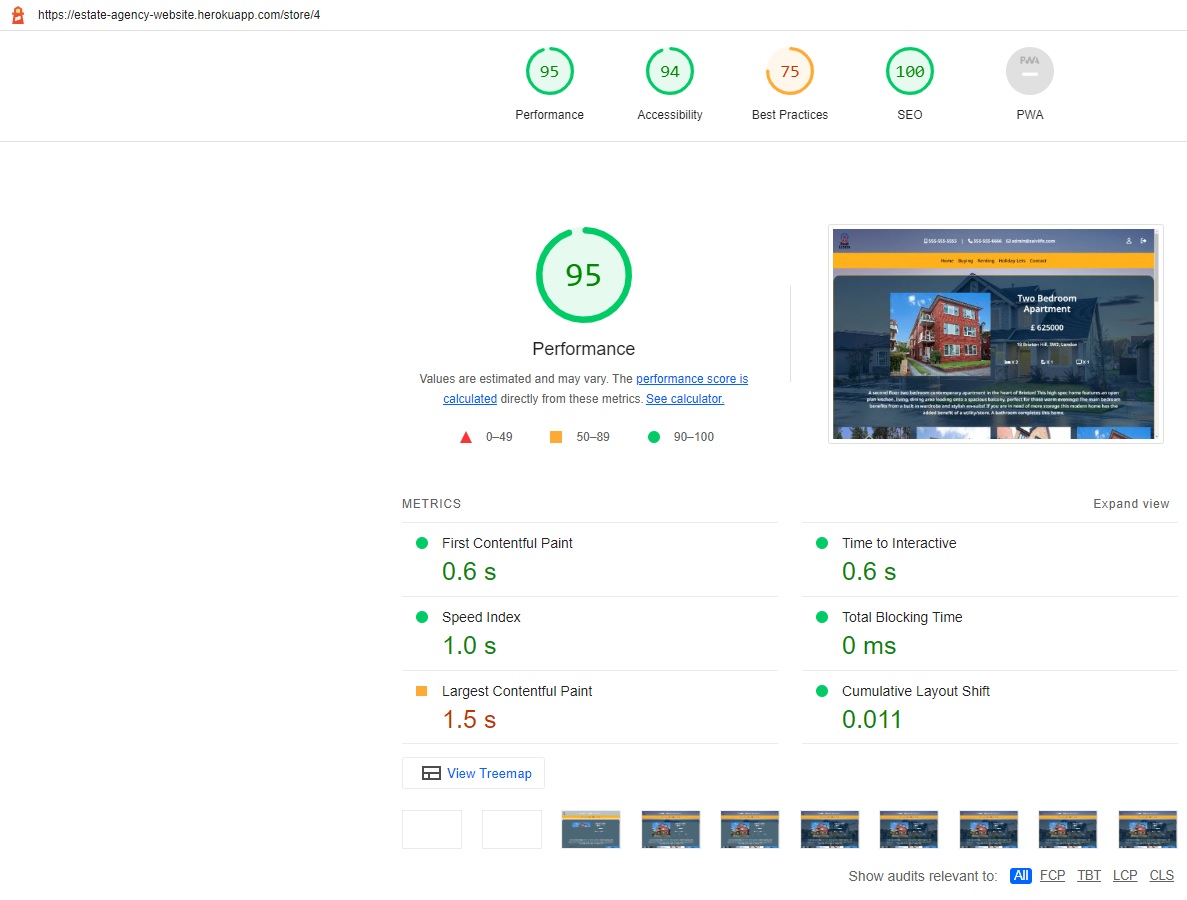 https://estate-agency-website.herokuapp.com/store/4
95 94 75 100 PWA
Performance Accessibility Best Practices SEO PWA
95
Performance
Values are estimated and may vary. The performance score is
calculated directly from these metrics. See calculator.
0–49 50–89 90–100
Home Buying Renting Holiday Lets Contact
Two Bedroom
Apartment
£ 625000
METRICS Expand view
First Contentful Paint Time to Interactive
0.6 s 0.6 s
Speed Index Total Blocking Time
1.0 s 0 ms
Largest Contentful Paint Cumulative Layout Shift
1.5 s 0.011
View Treemap
Show audits relevant to: All FCP TBT LCP CLS